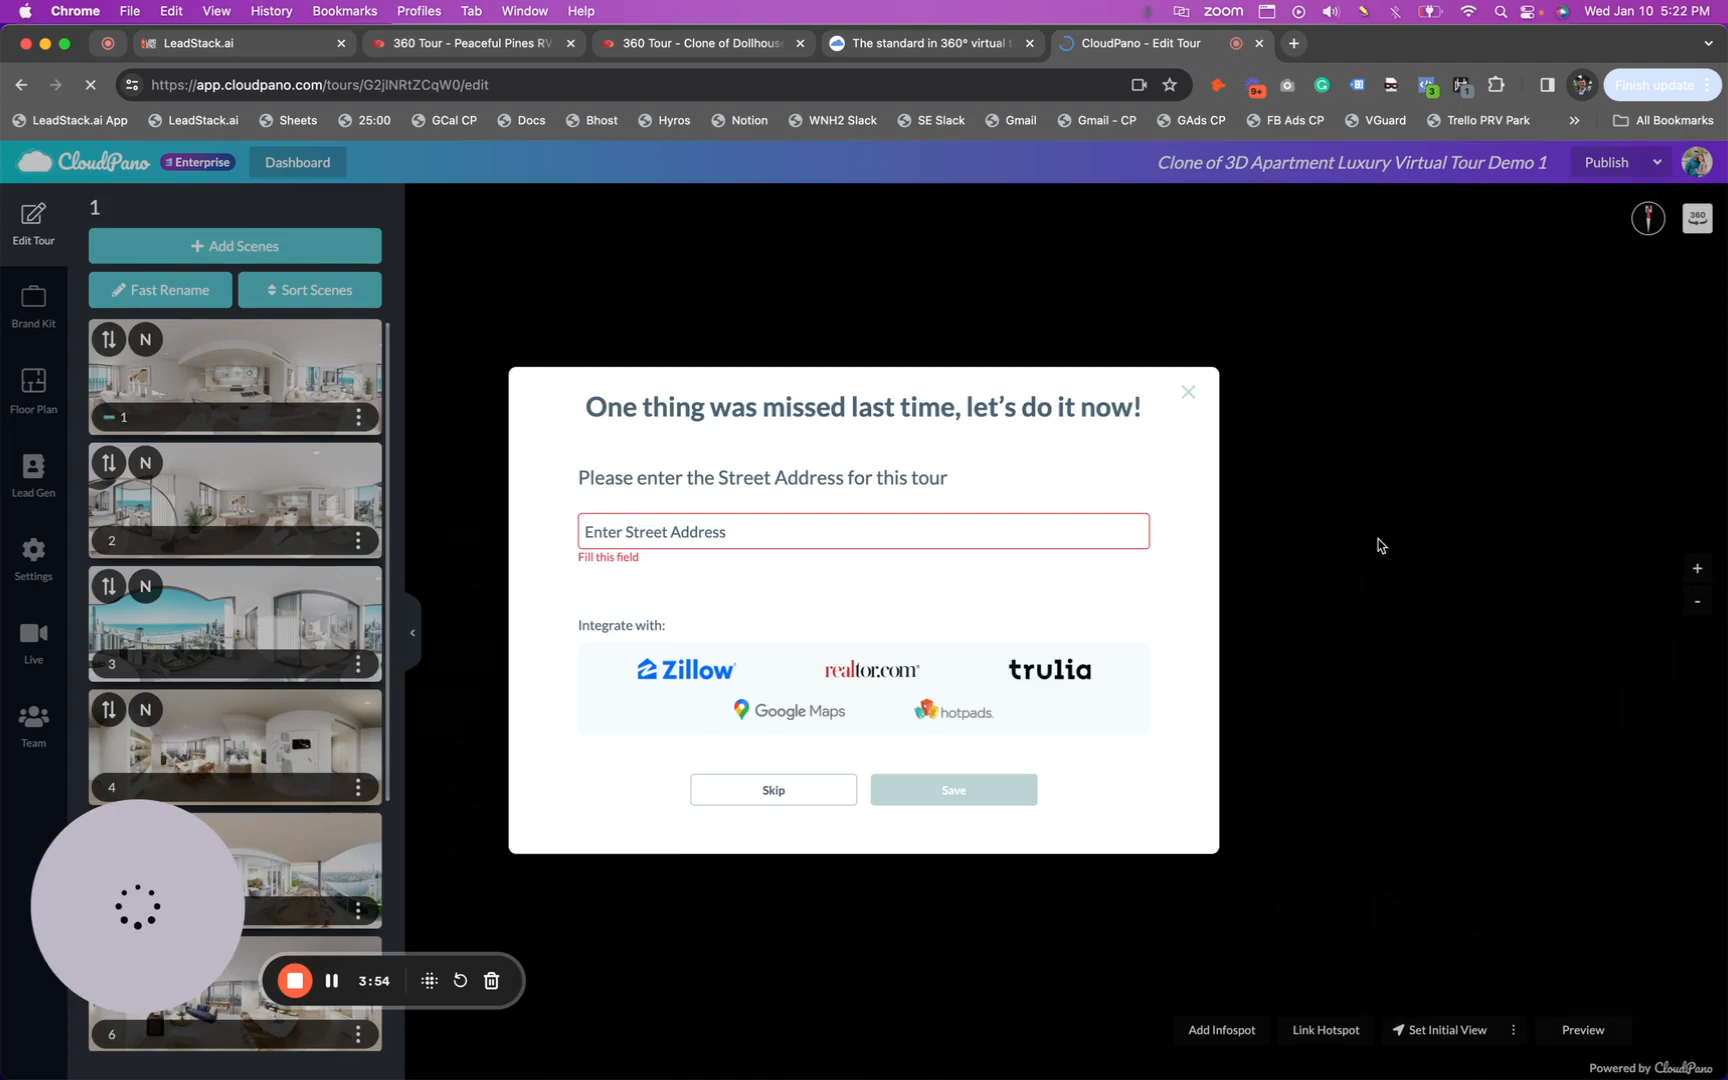 Chrome File Edit View History Bookmarks Profiles Tab Window Help zoom Wed Jan 10 5:22 PM
LeadStack.ai 360 Tour - Peaceful Pines RV 360 Tour - Clone of Dollhous The standard in 360° virtual t CloudPano - Edit Tour
https://app.cloudpano.com/tours/G2jlNRtZCqW0/edit 9+ 3 1 Finish update
LeadStack.ai App LeadStack.ai Sheets 25:00 GCal CP Docs Bhost Hyros Notion WNH2 Slack SE Slack Gmail Gmail - CP GAds CP FB Ads CP VGuard Trello PRV Park » All Bookmarks
CloudPano Enterprise Dashboard Clone of 3D Apartment Luxury Virtual Tour Demo 1 Publish
1
Edit Tour
+ Add Scenes
360
Fast Rename Sort Scenes
Brand Kit
N
1
Floor Plan
N
2
Lead Gen
N
3
Settings
Live
N
4
Team
6
One thing was missed last time, let's do it now!
Please enter the Street Address for this tour
Enter Street Address
Fill this field
Integrate with:
Zillow realtor.com trulia
Google Maps hotpads.
Skip Save
+
-
3:54
Add Infospot Link Hotspot Set Initial View Preview
Powered by CloudPano